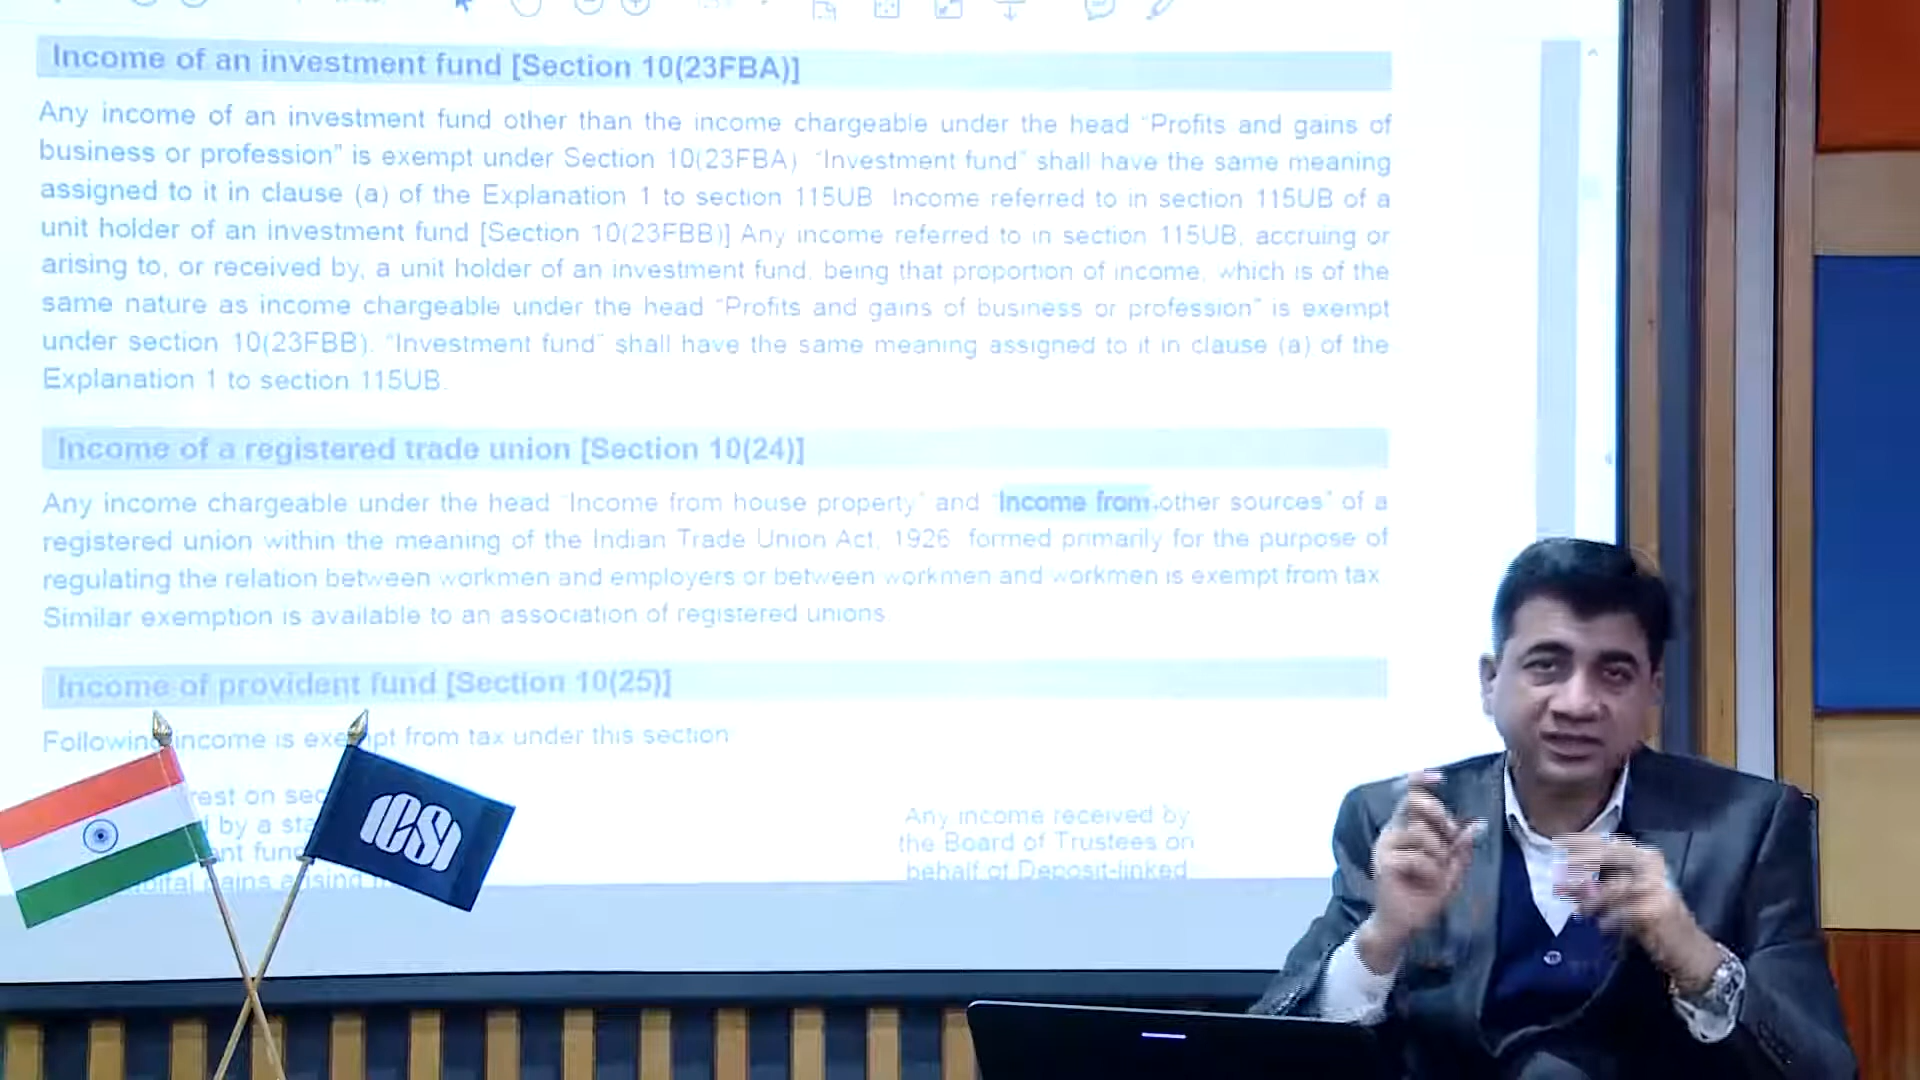 Income of an investment fund [Section 10(23FBA)]
Any income of an investment fund other than the income chargeable under the head "Profits and gains of
business or profession" is exempt under Section 10(23FBA). "Investment fund" shall have the same meaning
assigned to it in clause (a) of the Explanation 1 to section 115UB. Income referred to in section 115UB of a
unit holder of an investment fund [Section 10(23FBB)] Any income referred to in section 115UB, accruing or
arising to, or received by, a unit holder of an investment fund, being that proportion of income, which is of the
same nature as income chargeable under the head "Profits and gains of business or profession" is exempt
under section 10(23FBB). "Investment fund" shall have the same meaning assigned to it in clause (a) of the
Explanation 1 to section 115UB.
Income of a registered trade union [Section 10(24)]
Any income chargeable under the head "Income from house property" and "Income from other sources" of a
registered union within the meaning of the Indian Trade Union Act, 1926, formed primarily for the purpose of
regulating the relation between workmen and employers or between workmen and workmen is exempt from tax.
Similar exemption is available to an association of registered unions.
Income of provident fund [Section 10(25)]
Following income is exempt from tax under this section
rest on sec
by a sta
Any income received by
the Board of Trustees on
behalf of Deposit-linked
ICSI